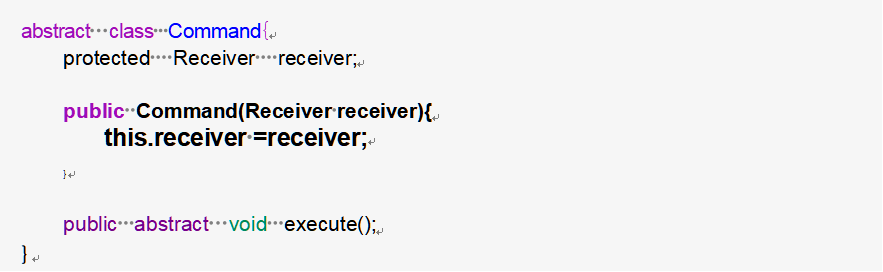 abstract   class   Command{
protected    Receiver    receiver;
public  Command(Receiver receiver){
this.receiver =receiver;
}
public   abstract   void   execute();
}